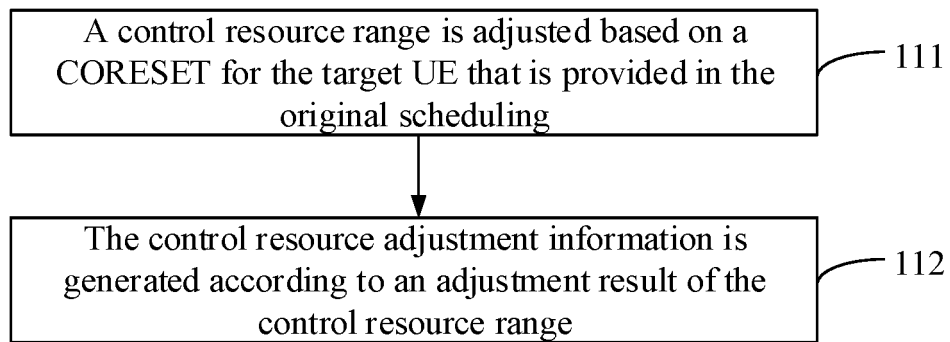 A control resource range is adjusted based on a
CORESET for the target UE that is provided in the
original scheduling
111
The control resource adjustment information is
generated according to an adjustment result of the
control resource range
112